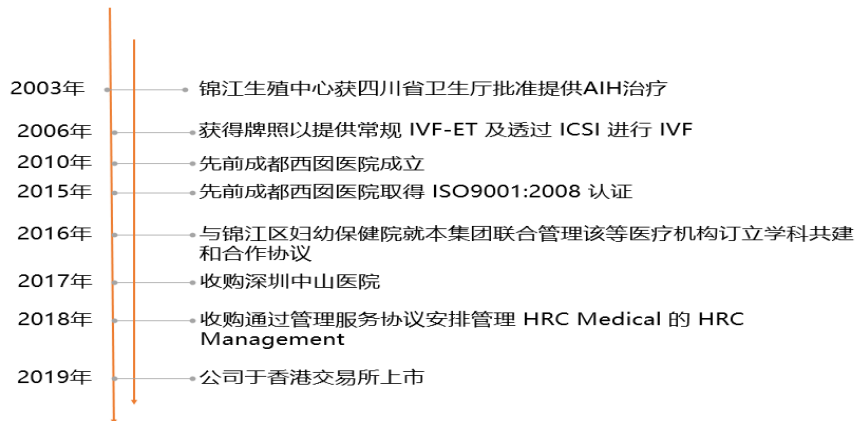 2003年 锦江生殖中心获四川省卫生厅批准提供AIH治疗
2006年 获得牌照以提供常规 IVF-ET 及透过 ICSI 进行 IVF
2010年 先前成都西囡医院成立
2015年 先前成都西囡医院取得 ISO9001:2008 认证
2016年 与锦江区妇幼保健院就本集团联合管理该等医疗机构订立学科共建
和合作协议
2017年 收购深圳中山医院
2018年 收购通过管理服务协议安排管理 HRC Medical 的 HRC
Management
2019年 公司于香港交易所上市